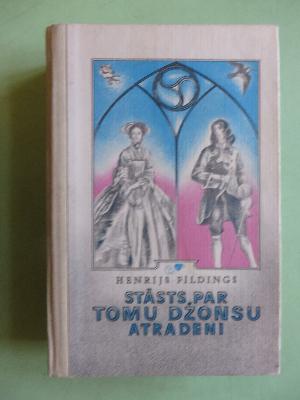 HENRIJS FILDINGS
STĀSTS PAR
TOMU DŽONSU
ATRADENI